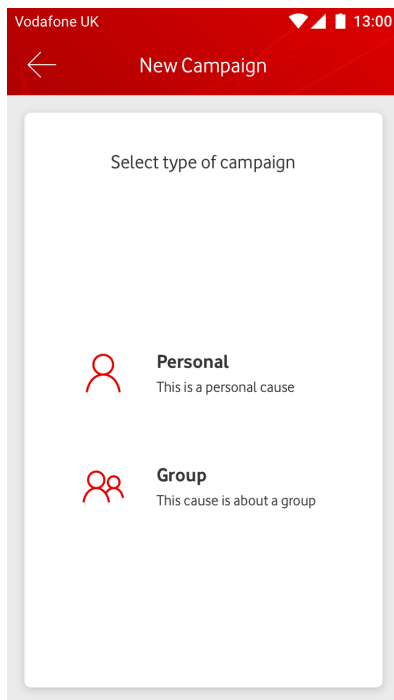 Vodafone UK 13:00
New Campaign
Select type of campaign
Personal
This is a personal cause
Group
This cause is about a group